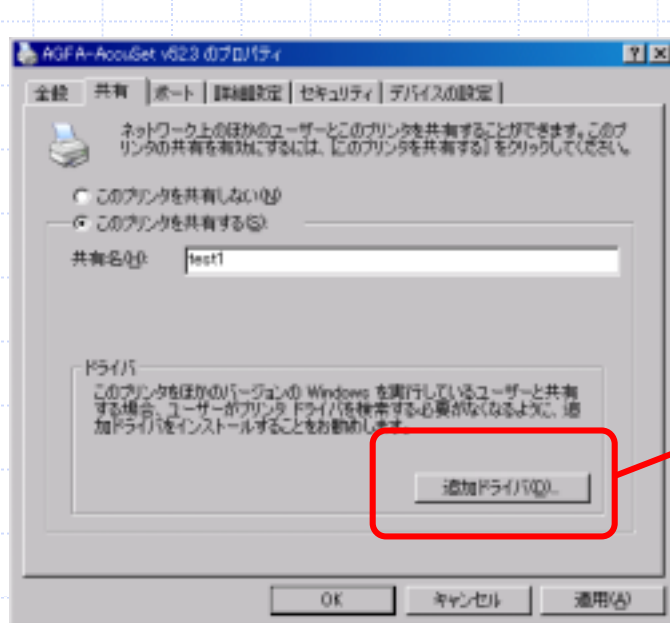 AGFA-AccuSet v52.3 のプロパティ
全般 共有 ポート 詳細設定 セキュリティ デバイスの設定
ネットワーク上のほかのユーザーとこのプリンタを共有することができます。このプ
リンタの共有を有効にするには、[このプリンタを共有する] をクリックしてください。
このプリンタを共有しない(N)
このプリンタを共有する(S):
共有名(H): test1
ドライバ
このプリンタをほかのバージョンの Windows を実行しているユーザーと共有
する場合、ユーザーがプリンタ ドライバを検索する必要がなくなるように、追
加ドライバをインストールすることをお勧めします。
追加ドライバ(D)...
OK キャンセル 適用(A)